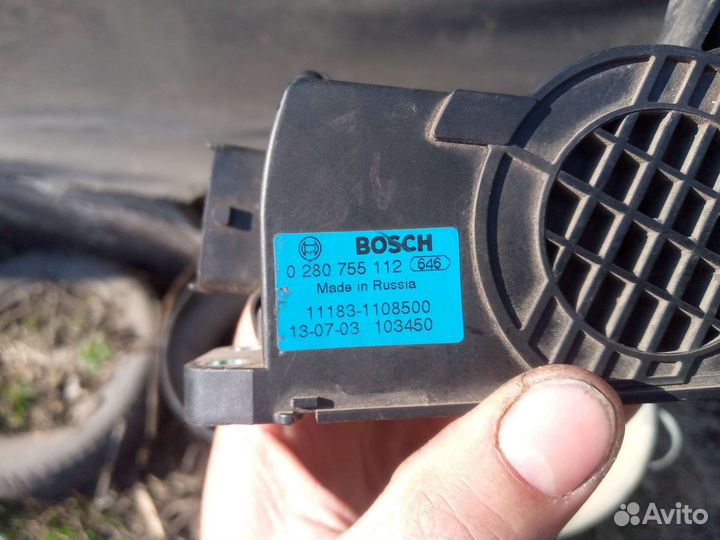 BOSCH
0 280 755 112 646
Made in Russia
11183-1108500
13-07-03 103450
Avito